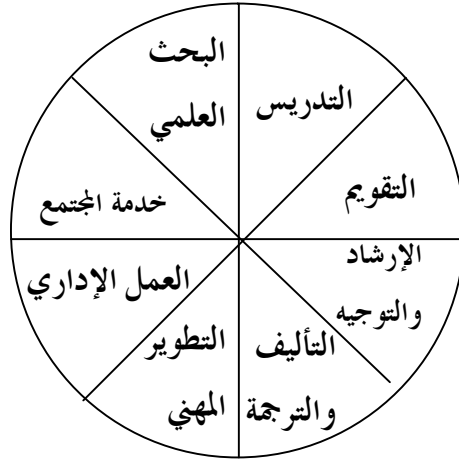 التدريس
التقويم
الإرشاد
والتوجيه
التأليف
والترجمة
التطوير
المهني
العمل الإداري
خدمة المجتمع
البحث
العلمي